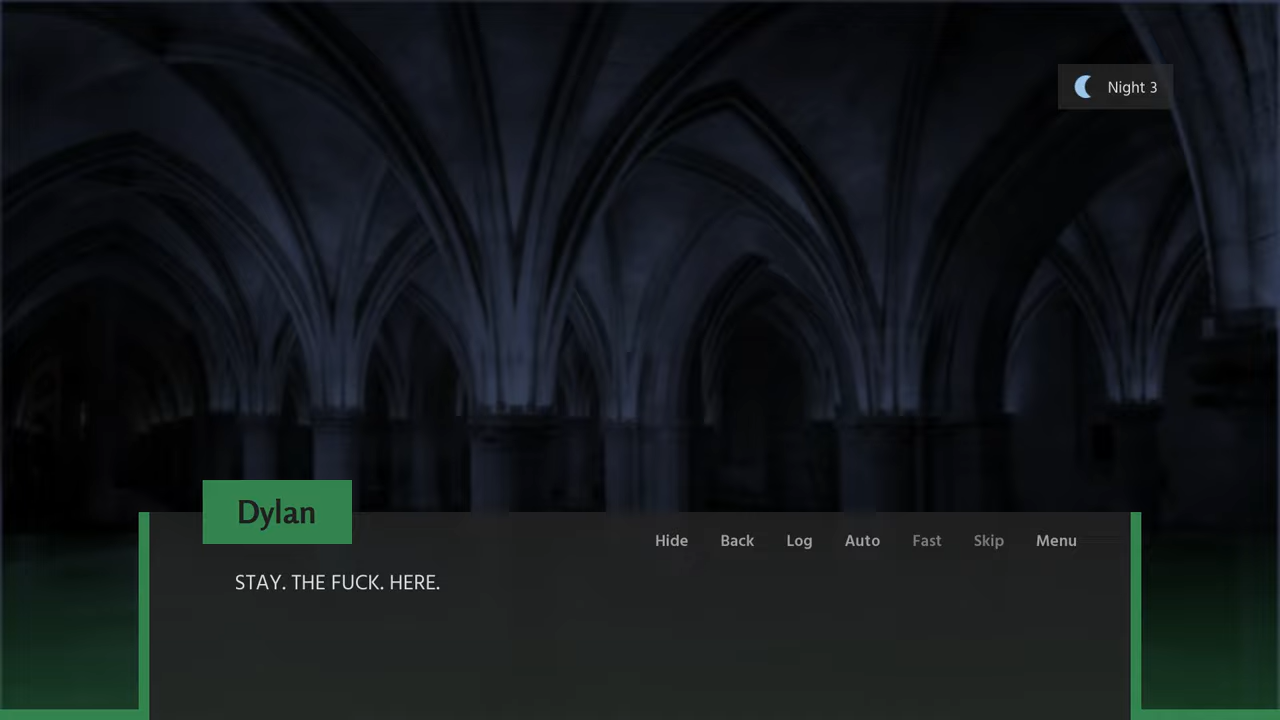 Night 3
Dylan
Hide Back Log Auto Fast Skip Menu
STAY. THE FUCK. HERE.